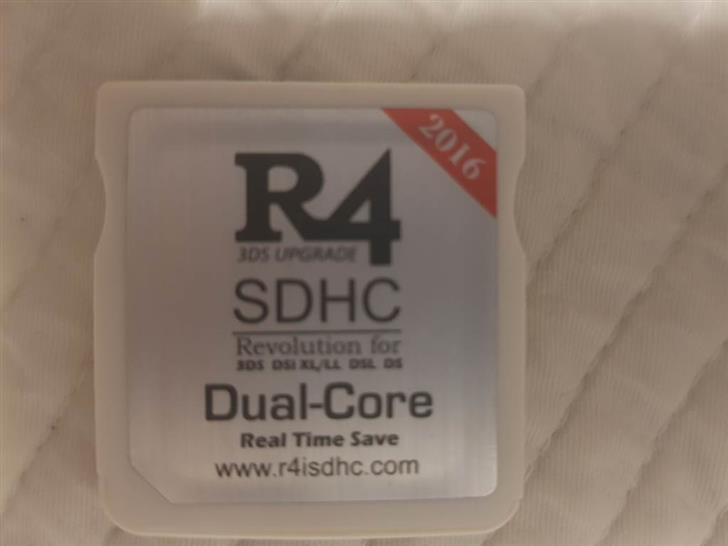 2016
R4
3DS UPGRADE
SDHC
Revolution for
3DS DSi XL/LL DSL DS
Dual-Core
Real Time Save
www.r4isdhc.com